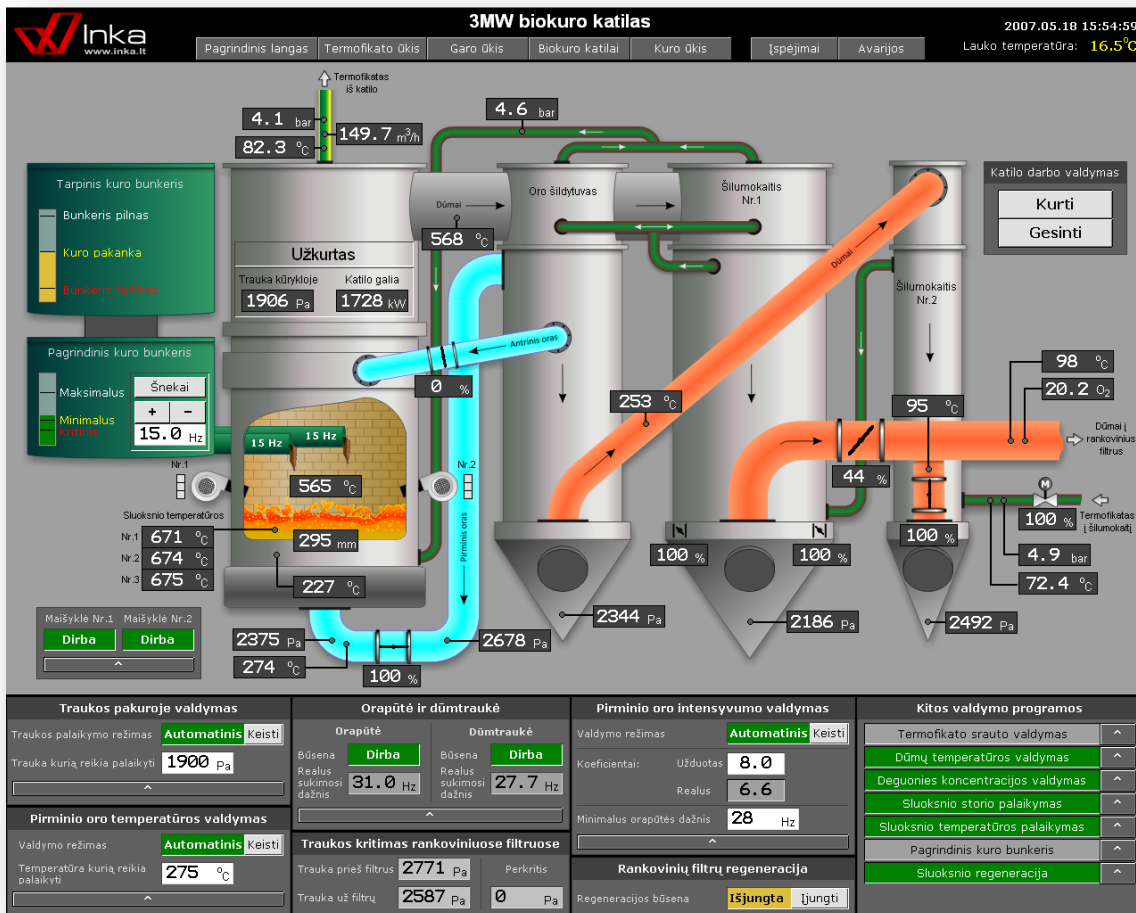 3MW biokuro katilas
Inka
www.inka.lt
2007.05.18 15:54:59
Lauko temperatūra: 16.5°C
Pagrindinis langas
Termofikato ūkis
Garo ūkis
Biokuro katilai
Kuro ūkis
Įspėjimai
Avarijos
Termofikatas
iš katilo
4.1 bar
149.7 m³/h
82.3 °C
4.6 bar
Tarpinis kuro bunkeris
Bunkeris pilnas
Kuro pakanka
Bunkeris tuščias
Dūmai
568 °C
Oro šildytuvas
Šilumokaitis
Nr.1
Katilo darbo valdymas
Kurti
Gesinti
Užkurtas
Trauka kūrykloje
1906 Pa
Katilo galia
1728 kW
Dūmai
Šilumokaitis
Nr.2
Pagrindinis kuro bunkeris
Maksimalus
Minimalus
Kritinis
Šnekai
+
-
15.0 Hz
Antrinis oras
0 %
253 °C
95 °C
98 °C
20.2 O₂
Dūmai į
rankovinius
filtrus
15 Hz
15 Hz
Nr.1
Nr.2
565 °C
44 %
M
100 %
Termofikatas
į šilumokaitį
Sluoksnio temperatūros
Nr.1 671 °C
Nr.2 674 °C
Nr.3 675 °C
295 mm
227 °C
Pirminis oras
100 %
100 %
100 %
4.9 bar
72.4 °C
2344 Pa
2186 Pa
2492 Pa
Maišyklė Nr.1
Dirba
Maišyklė Nr.2
Dirba
^
2375 Pa
274 °C
2678 Pa
100 %
Traukos pakuroje valdymas
Traukos palaikymo režimas Automatinis Keisti
Trauka kurią reikia palaikyti 1900 Pa
^
Pirminio oro temperatūros valdymas
Valdymo režimas Automatinis Keisti
Temperatūra kurią reikia
palaikyti
275 °C
^
Orapūtė ir dūmtraukė
Orapūtė
Būsena Dirba
Realus
sukimosi
dažnis
31.0 Hz
Dūmtraukė
Būsena Dirba
Realus
sukimosi
dažnis
27.7 Hz
^
Traukos kritimas rankoviniuose filtruose
Trauka prieš filtrus 2771 Pa
Trauka už filtrų 2587 Pa
Perkritis
0 Pa
Pirminio oro intensyvumo valdymas
Valdymo režimas Automatinis Keisti
Koeficientai: Užduotas 8.0
Realus 6.6
Minimalus orapūtės dažnis 28 Hz
^
Rankovinių filtrų regeneracija
Regeneracijos būsena Išjungta Įjungti
Kitos valdymo programos
Termofikato srauto valdymas ^
Dūmų temperatūros valdymas ^
Deguonies koncentracijos valdymas ^
Sluoksnio storio palaikymas ^
Sluoksnio temperatūros palaikymas ^
Pagrindinis kuro bunkeris ^
Sluoksnio regeneracija ^